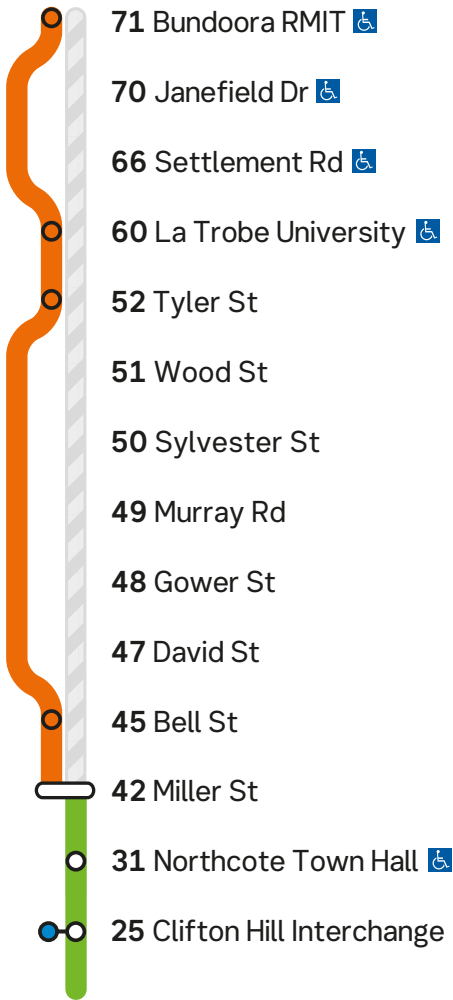 71 Bundoora RMIT
70 Janefield Dr
66 Settlement Rd
60 La Trobe University
52 Tyler St
51 Wood St
50 Sylvester St
49 Murray Rd
48 Gower St
47 David St
45 Bell St
42 Miller St
31 Northcote Town Hall
25 Clifton Hill Interchange